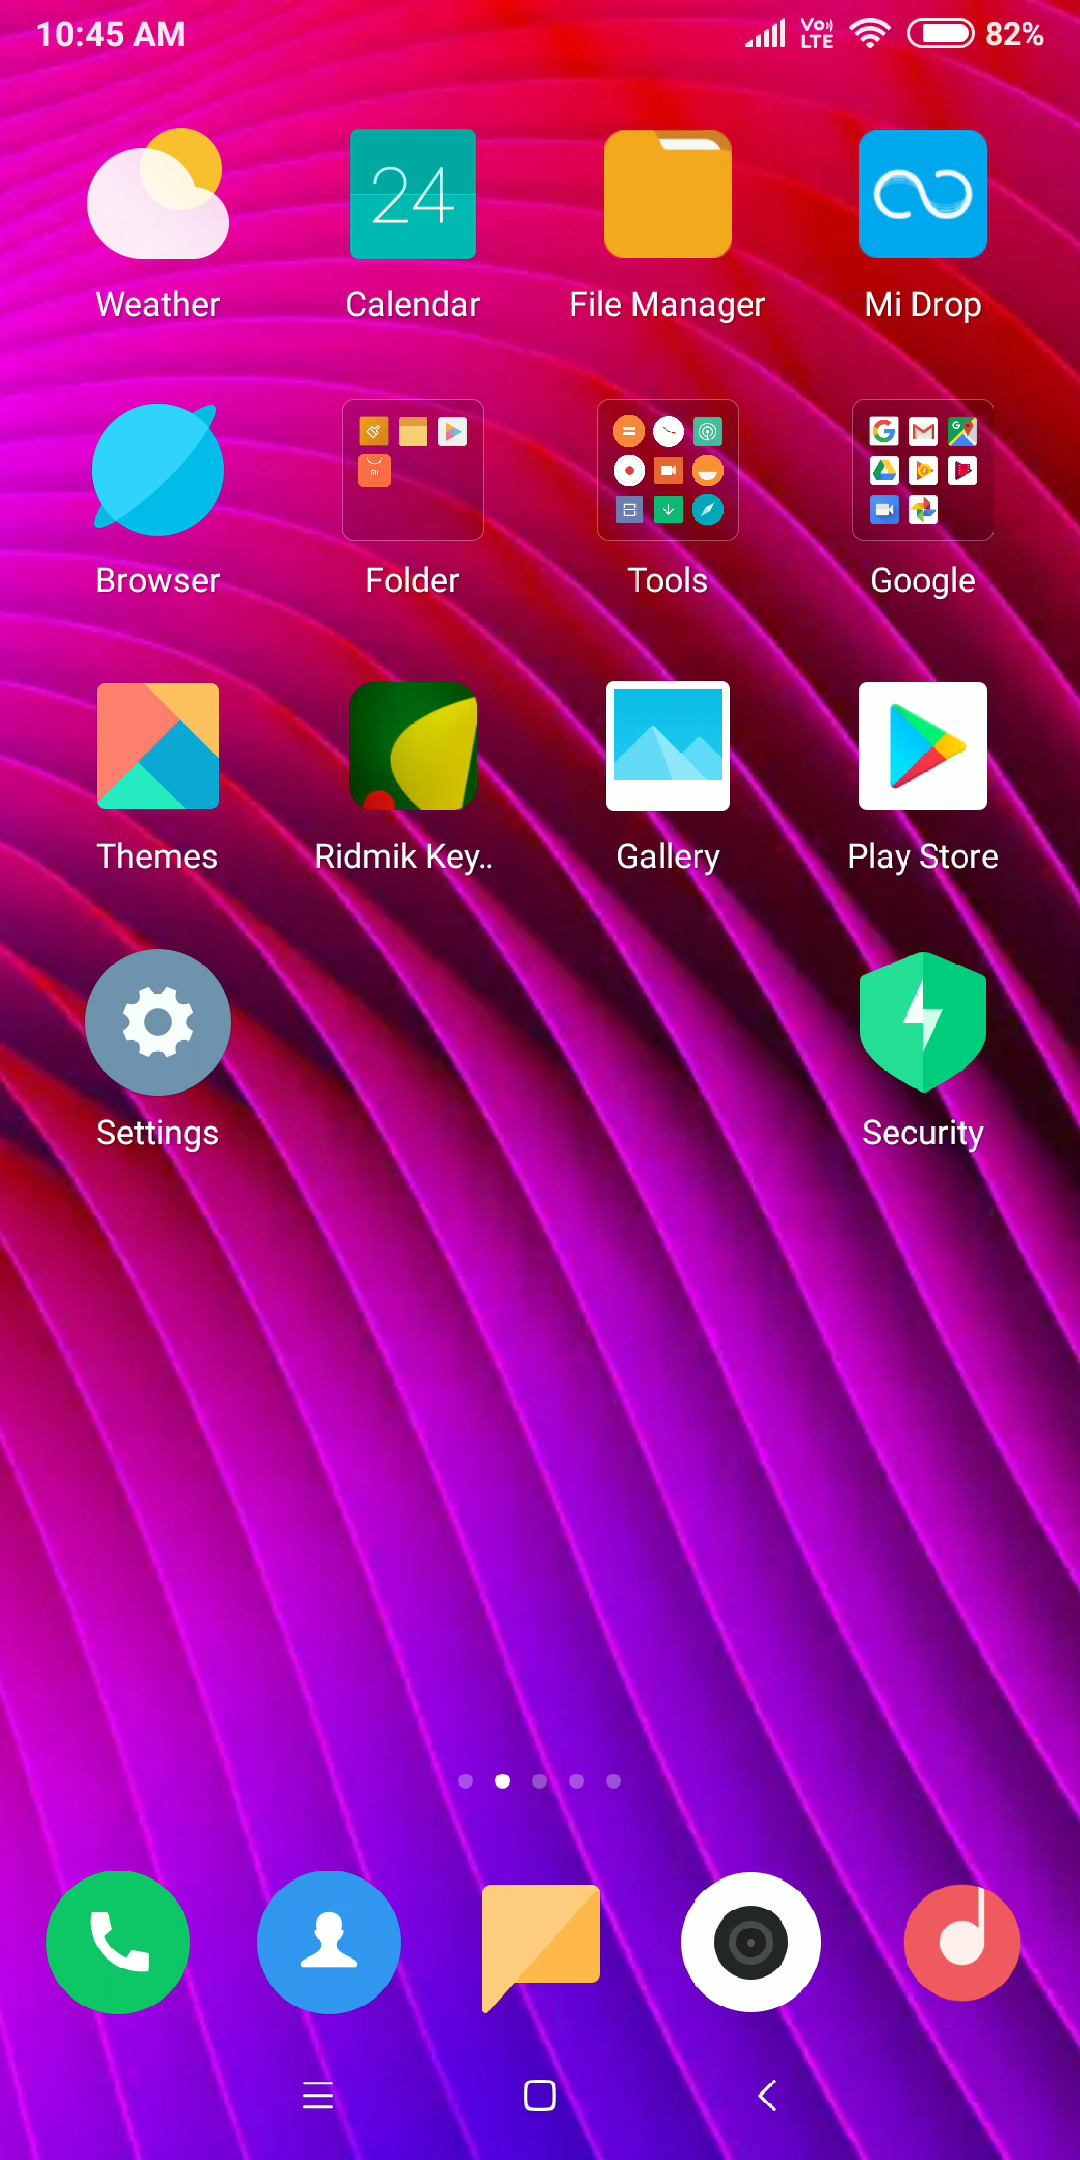 10:45 AM Vo LTE 82%
24
Weather Calendar File Manager Mi Drop
Browser Folder Tools Google
Themes Ridmik Key.. Gallery Play Store
Settings Security